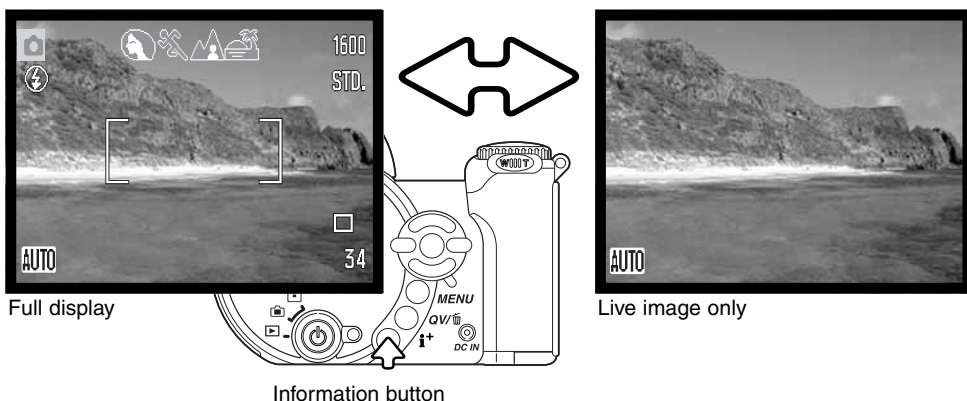 1600
STD.
AUTO
34
Full display
W T
MENU
QV/
i+
DC IN
Information button
AUTO
Live image only